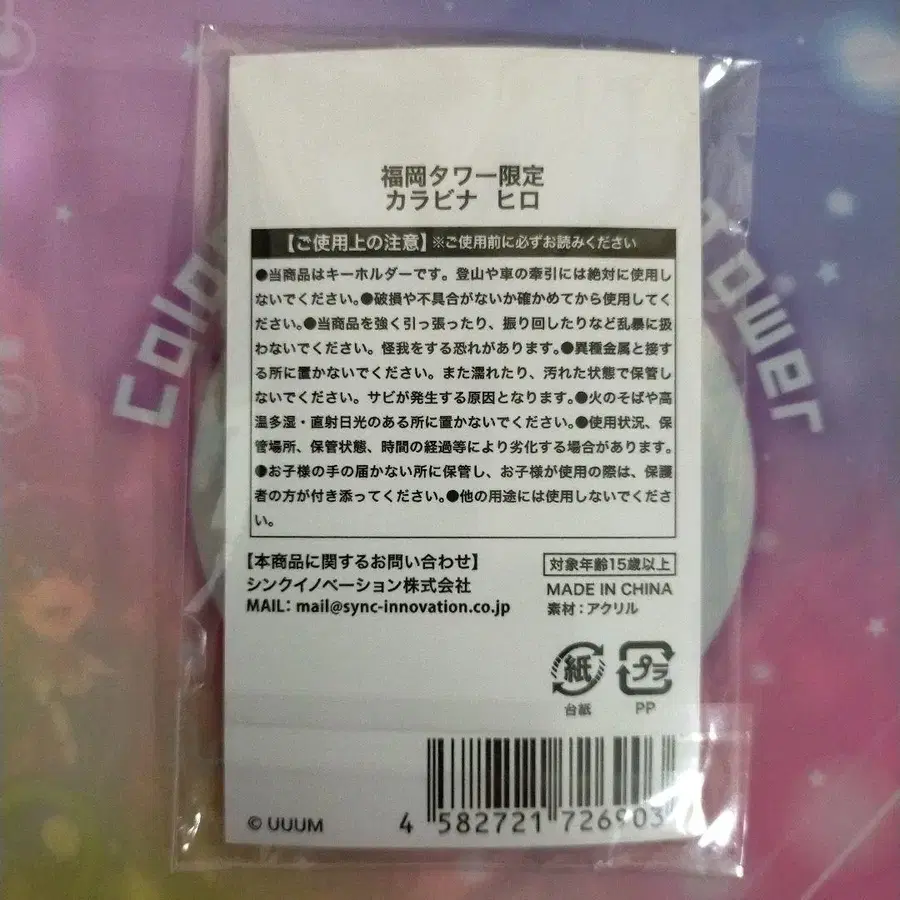 福岡タワー限定
カラビナ ヒロ
【ご使用上の注意】※ご使用前に必ずお読みください
●当商品はキーホルダーです。登山や車の牽引には絶対に使用し
ないでください。●破損や不具合がないか確かめてから使用してく
ださい。●当商品を強く引っ張ったり、振り回したりなど乱暴に扱
わないでください。怪我をする恐れがあります。●異種金属と接す
る所に置かないでください。また濡れたり、汚れた状態で保管し
ないでください。サビが発生する原因となります。●火のそばや高
温多湿・直射日光のある所に置かないでください。●使用状況、保
管場所、保管状態、時間の経過等により劣化する場合があります。
●お子様の手の届かない所に保管し、お子様が使用の際は、保護
者の方が付き添ってください。●他の用途には使用しないでくださ
い。
【本商品に関するお問い合わせ】
シンクイノベーション株式会社
MAIL: mail@sync-innovation.co.jp
対象年齢15歳以上
MADE IN CHINA
素材：アクリル
紙
台紙
プラ
PP
© UUUM
4 582721 726903
Tower